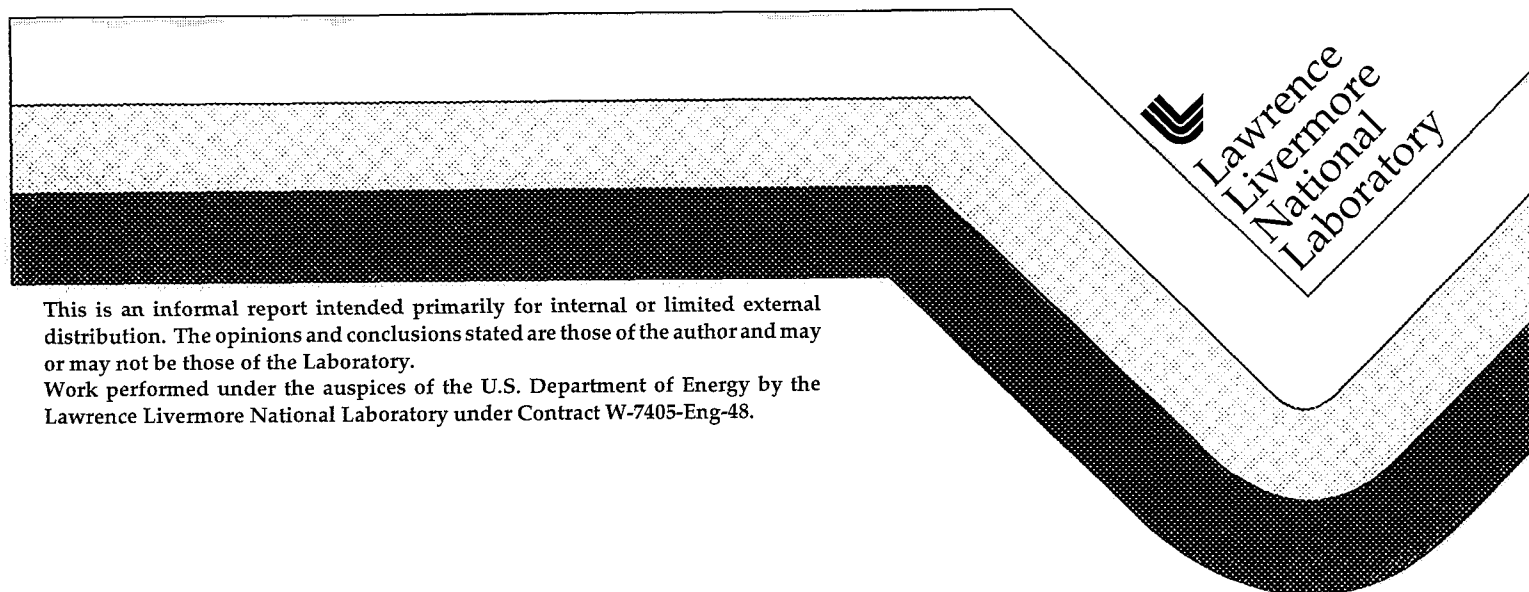 Lawrence
Livermore
National
Laboratory
This is an informal report intended primarily for internal or limited external
distribution. The opinions and conclusions stated are those of the author and may
or may not be those of the Laboratory.
Work performed under the auspices of the U.S. Department of Energy by the
Lawrence Livermore National Laboratory under Contract W-7405-Eng-48.